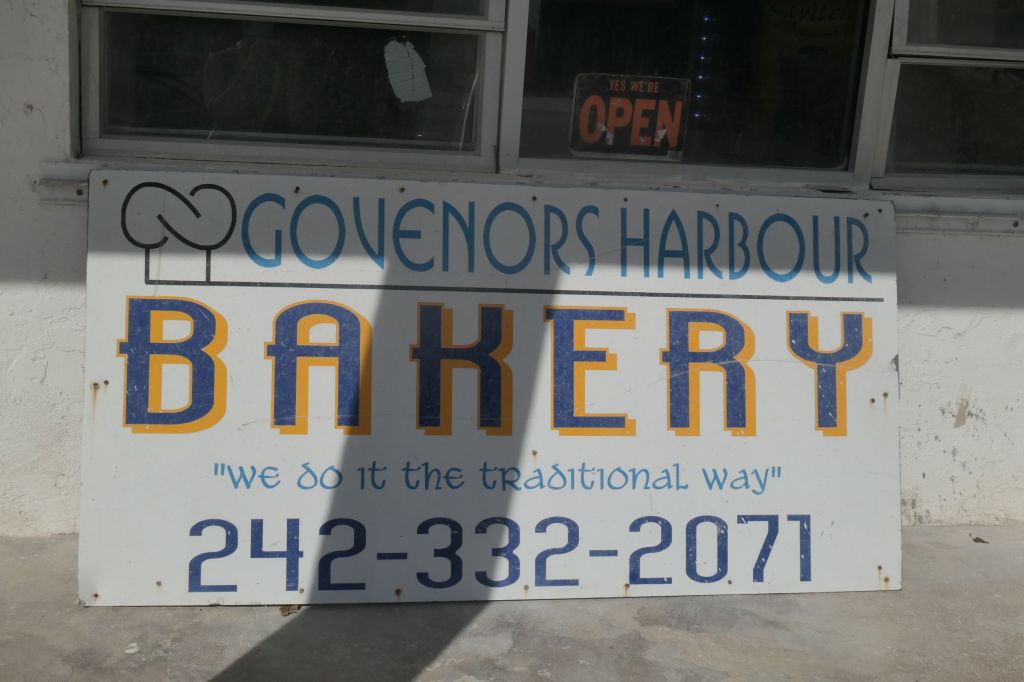 YES WE'RE
OPEN
GOVENORS HARBOUR
BAKERY
"we do it the traditional way"
242-332-2071